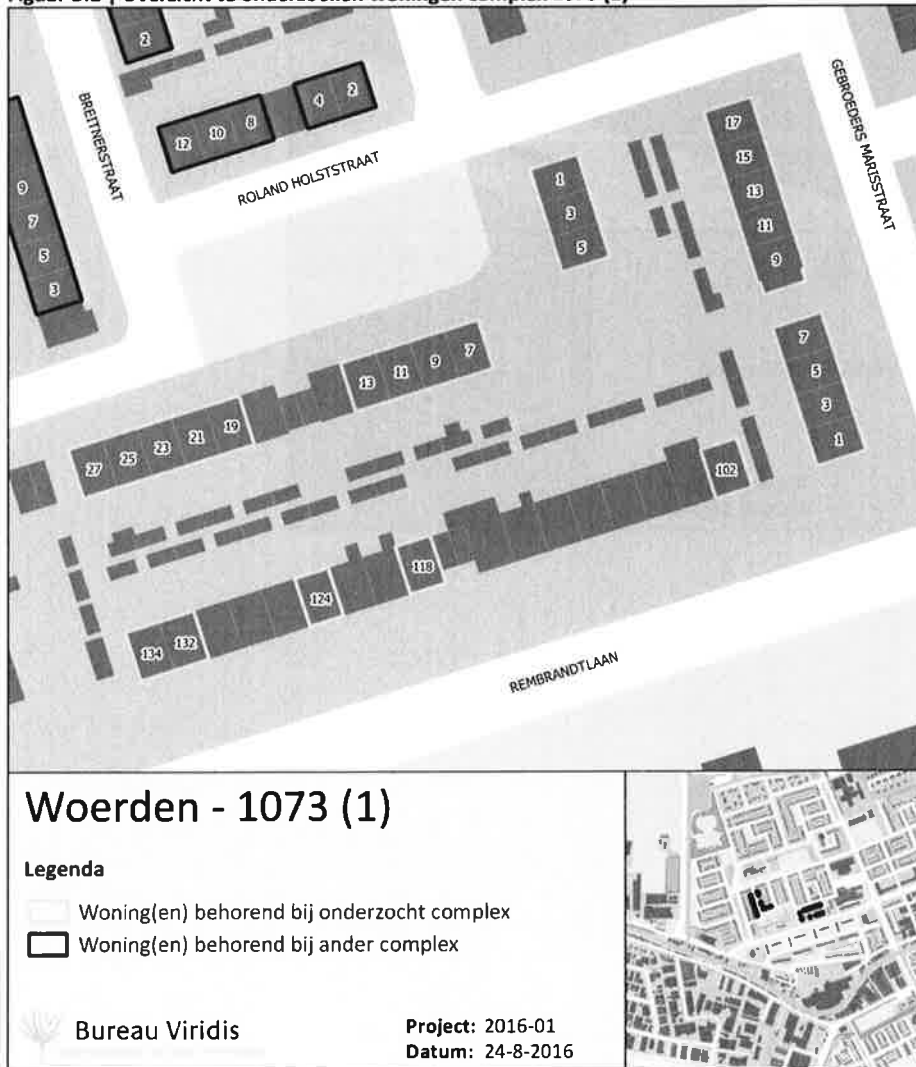 2
BREITNERSTRAAT
12 10 8 4 2
ROLAND HOLSTSTRAAT
GEBROEDERS MARISSTRAAT
9
7
5
3
1
3
5
17
15
13
11
9
7
5
3
1
27 25 23 21 19 13 11 9 7
134 132 124 118 102
REMBRANDTLAAN
Woerden - 1073 (1)
Legenda
Woning(en) behorend bij onderzocht complex
Woning(en) behorend bij ander complex
Bureau Viridis
Project: 2016-01
Datum: 24-8-2016